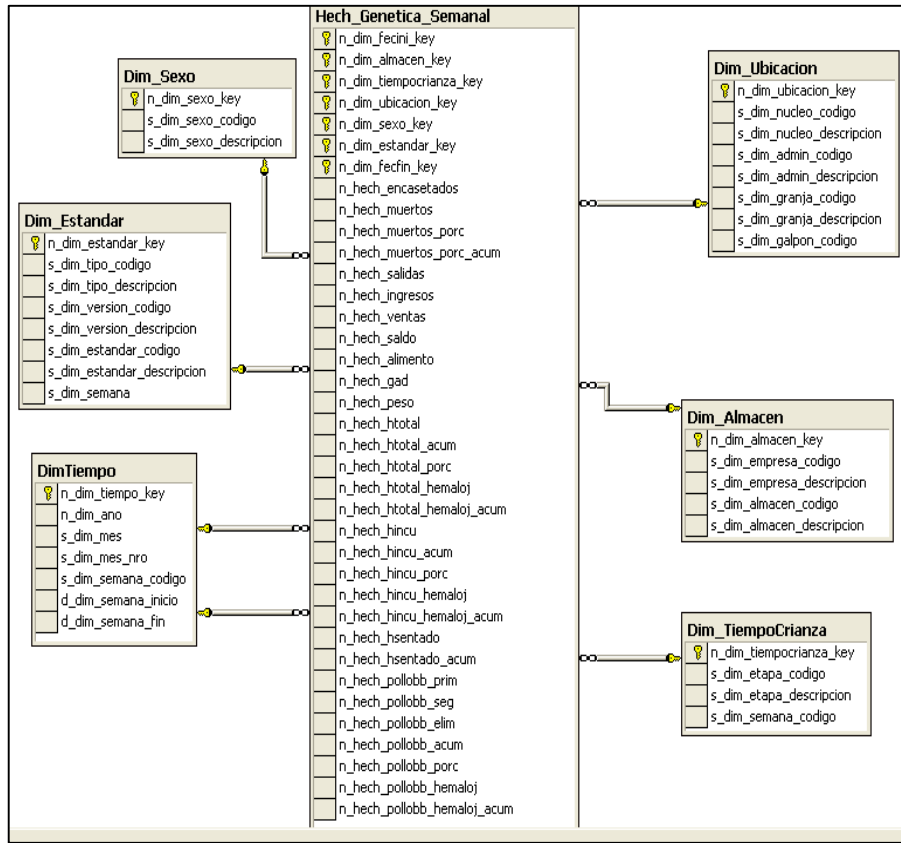 Hech_Genetica_Semanal
n_dim_fecini_key
n_dim_almacen_key
n_dim_tiempocrianza_key
n_dim_ubicacion_key
n_dim_sexo_key
n_dim_estandar_key
n_dim_fecfin_key
n_hech_encasetados
n_hech_muertos
n_hech_muertos_porc
n_hech_muertos_porc_acum
n_hech_salidas
n_hech_ingresos
n_hech_ventas
n_hech_saldo
n_hech_alimento
n_hech_gad
n_hech_peso
n_hech_htotal
n_hech_htotal_acum
n_hech_htotal_porc
n_hech_htotal_hemaloj
n_hech_htotal_hemaloj_acum
n_hech_hincu
n_hech_hincu_acum
n_hech_hincu_porc
n_hech_hincu_hemaloj
n_hech_hincu_hemaloj_acum
n_hech_hsentado
n_hech_hsentado_acum
n_hech_pollobb_prim
n_hech_pollobb_seg
n_hech_pollobb_elim
n_hech_pollobb_acum
n_hech_pollobb_porc
n_hech_pollobb_hemaloj
n_hech_pollobb_hemaloj_acum
Dim_Sexo
n_dim_sexo_key
s_dim_sexo_codigo
s_dim_sexo_descripcion
Dim_Estandar
n_dim_estandar_key
s_dim_tipo_codigo
s_dim_tipo_descripcion
s_dim_version_codigo
s_dim_version_descripcion
s_dim_estandar_codigo
s_dim_estandar_descripcion
s_dim_semana
DimTiempo
n_dim_tiempo_key
n_dim_ano
s_dim_mes
s_dim_mes_nro
s_dim_semana_codigo
d_dim_semana_inicio
d_dim_semana_fin
Dim_Ubicacion
n_dim_ubicacion_key
s_dim_nucleo_codigo
s_dim_nucleo_descripcion
s_dim_admin_codigo
s_dim_admin_descripcion
s_dim_granja_codigo
s_dim_granja_descripcion
s_dim_galpon_codigo
Dim_Almacen
n_dim_almacen_key
s_dim_empresa_codigo
s_dim_empresa_descripcion
s_dim_almacen_codigo
s_dim_almacen_descripcion
Dim_TiempoCrianza
n_dim_tiempocrianza_key
s_dim_etapa_codigo
s_dim_etapa_descripcion
s_dim_semana_codigo